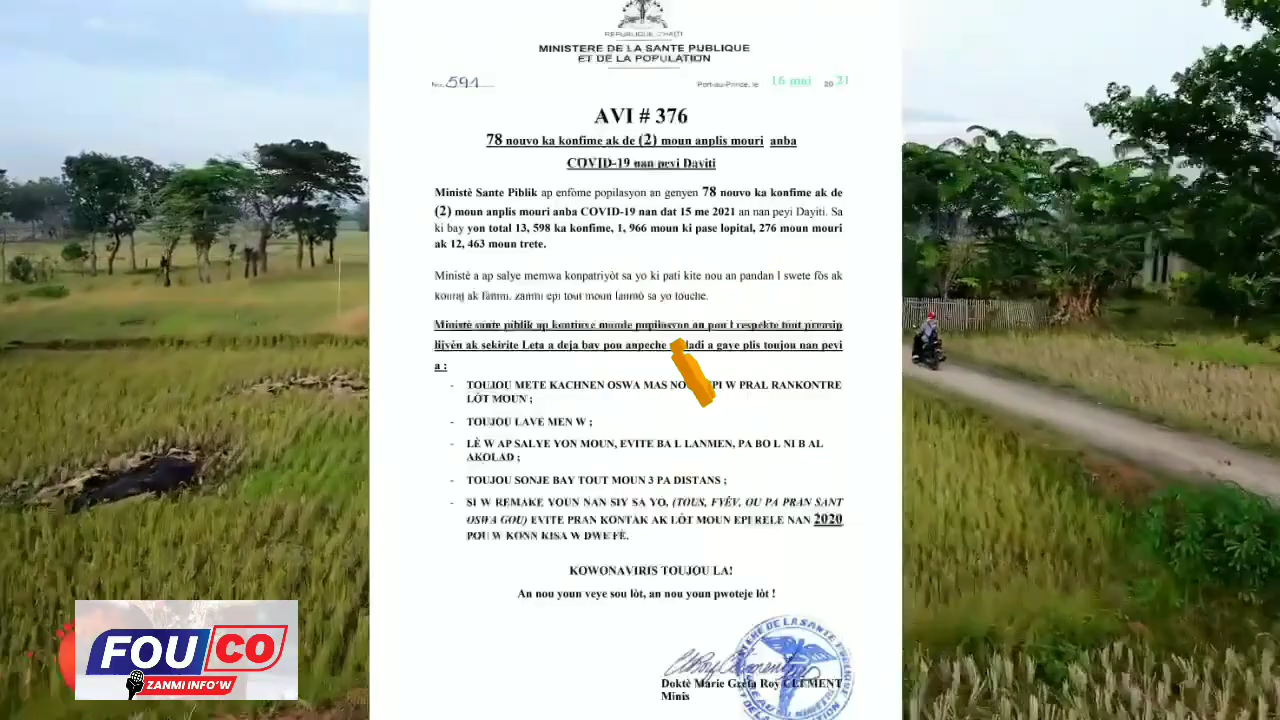 REPUBLIQUE D'HAITI
MINISTERE DE LA SANTE PUBLIQUE
ET DE LA POPULATION
No. 591
Port-au-Prince, le 16 mai 2021
AVI # 376
78 nouvo ka konfime ak de (2) moun anplis mouri anba
COVID-19 nan peyi Dayiti
Ministè Sante Piblik ap enfòme popilasyon an genyen 78 nouvo ka konfime ak de
(2) moun anplis mouri anba COVID-19 nan dat 15 me 2021 an nan peyi Dayiti. Sa
ki bay yon total 13, 598 ka konfime, 1, 966 moun ki pase lopital, 276 moun mouri
ak 12, 463 moun trete.
Ministè a ap salye memwa konpatriyòt sa yo ki pati kite nou an pandan l swete fòs ak
kouraj ak fanmi, zanmi epi tout moun lanmò sa yo touche.
Ministè sante piblik ap kontinye mande popilasyon an pou l respekte tout prensip
lijyèn ak sekirite Leta a deja bay pou anpeche a gaye plis toujou nan peyi
a :
- TOUJOU METE KACHNEN OSWA MAS EPI W PRAL RANKONTRE
LÒT MOUN ;
- TOUJOU LAVE MEN W ;
- LÈ W AP SALYE YON MOUN, EVITE BA L LANMEN, PA BO L NI B AL
AKOLAD ;
- TOUJOU SONJE BAY TOUT MOUN 3 PA DISTANS ;
- SI W REMAKE YOUN NAN SIY SA YO, (TOUS, FYÈV, OU PA PRAN SANT
OSWA GOU) EVITE PRAN KONTAK AK LÒT MOUN EPI RELE NAN 2020
POU W KONN KISA W DWE FÈ.
KOWONAVIRIS TOUJOU LA!
An nou youn veye sou lòt, an nou youn pwoteje lòt !
Doktè Marie Greta Roy CLEMENT
Minis
FOU CO
ZANMI INFO'W